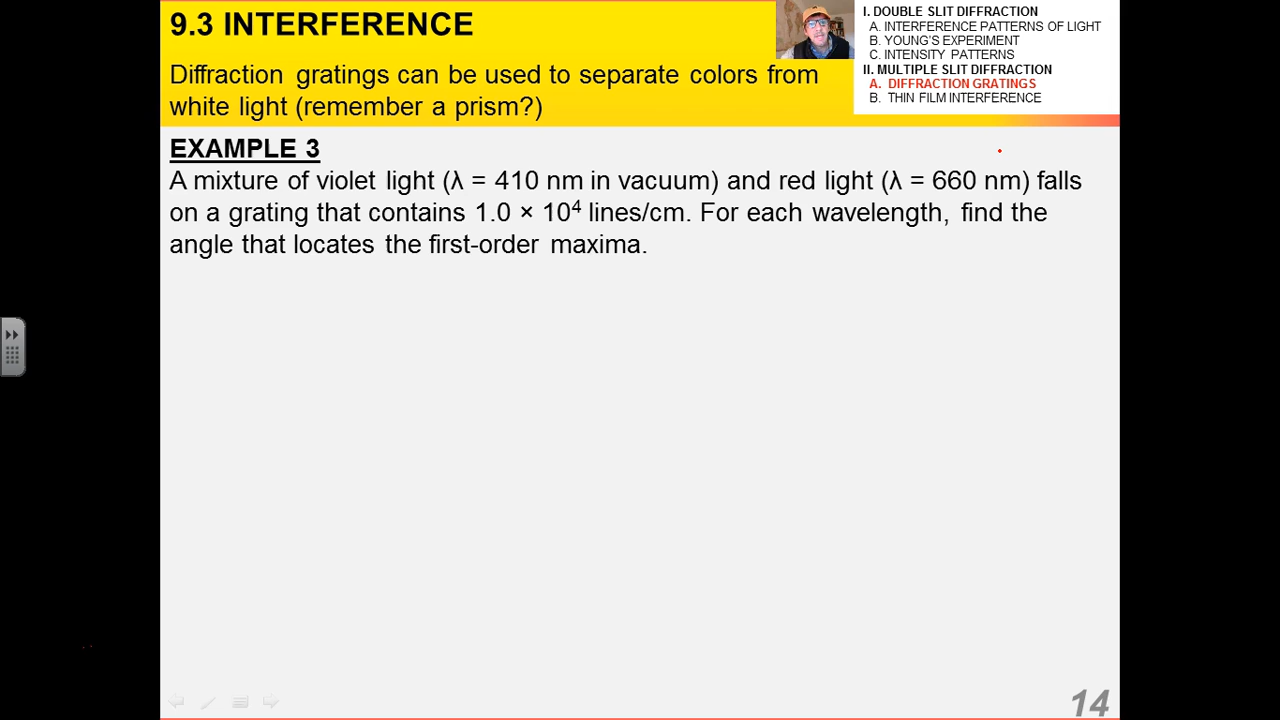 9.3 INTERFERENCE
Diffraction gratings can be used to separate colors from
white light (remember a prism?)
I. DOUBLE SLIT DIFFRACTION
A. INTERFERENCE PATTERNS OF LIGHT
B. YOUNG'S EXPERIMENT
C. INTENSITY PATTERNS
II. MULTIPLE SLIT DIFFRACTION
A. DIFFRACTION GRATINGS
B. THIN FILM INTERFERENCE
EXAMPLE 3
A mixture of violet light (λ = 410 nm in vacuum) and red light (λ = 660 nm) falls
on a grating that contains 1.0 × 10⁴ lines/cm. For each wavelength, find the
angle that locates the first-order maxima.
14